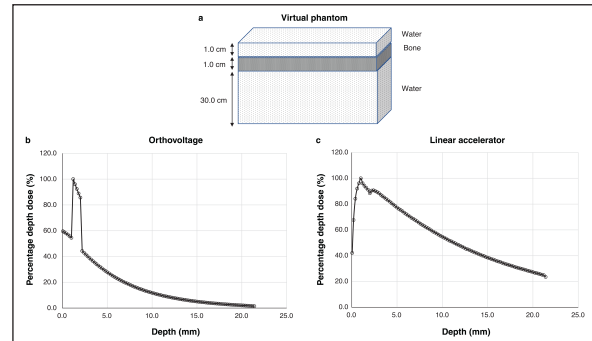 a Virtual phantom
Water
Bone
1.0 cm
1.0 cm
Water
30.0 cm
b Orthovoltage
120.0
100.0
80.0
60.0
40.0
20.0
0.0
0.0 5.0 10.0 15.0 20.0 25.0
Percentage depth dose (%)
Depth (mm)
c Linear accelerator
120.0
100.0
80.0
60.0
40.0
20.0
0.0
0.0 5.0 10.0 15.0 20.0 25.0
Percentage depth dose (%)
Depth (mm)